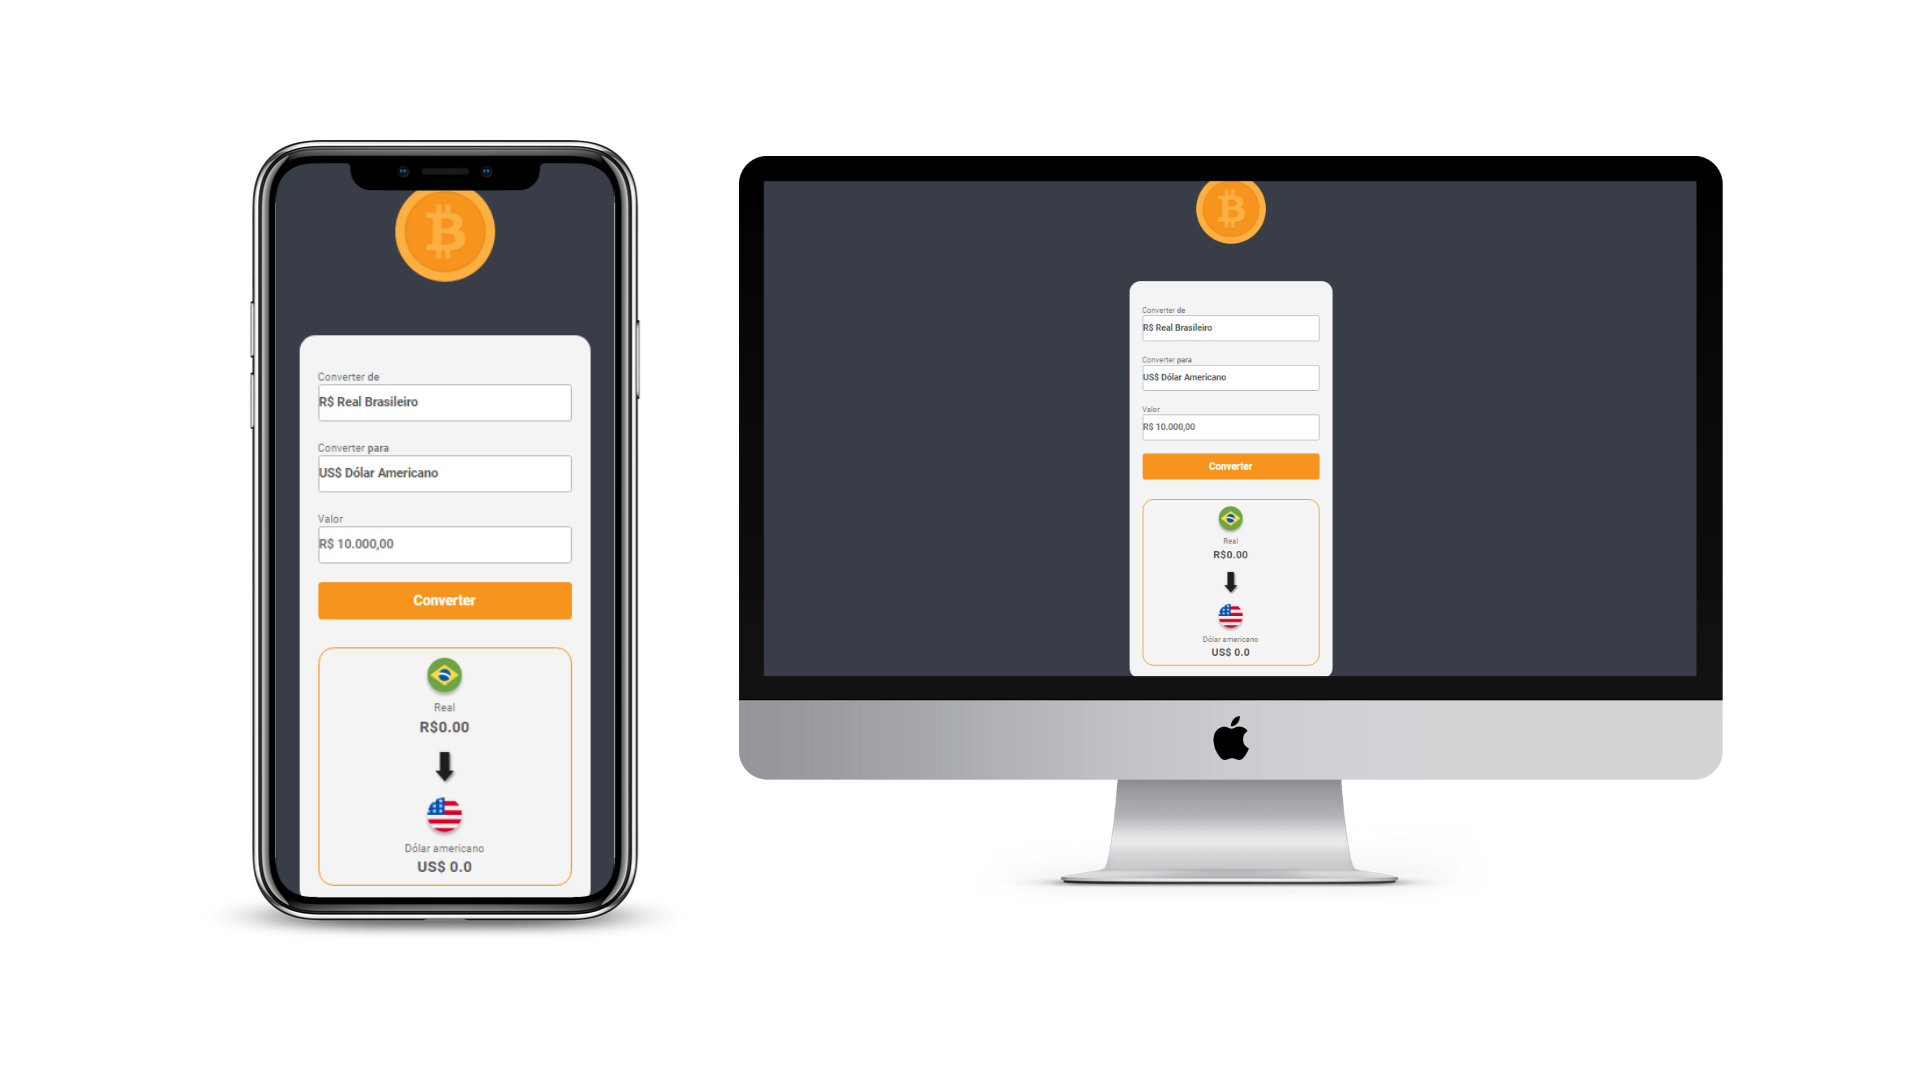 Converter de
R$ Real Brasileiro
Converter para
US$ Dólar Americano
Valor
R$ 10.000,00
Converter
Real
R$0.00
Dólar americano
US$ 0.0
Converter de
R$ Real Brasileiro
Converter para
US$ Dólar Americano
Valor
R$ 10.000,00
Converter
Real
R$0.00
Dólar americano
US$ 0.0